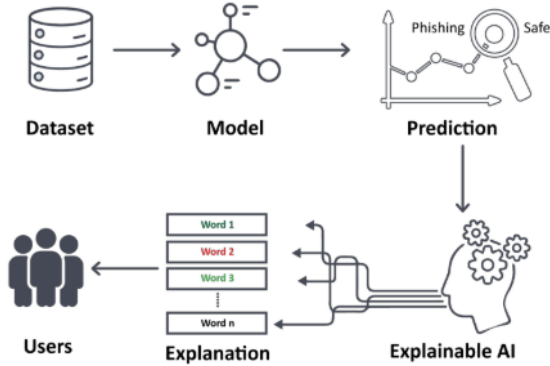 Phishing Safe
Dataset Model Prediction
Word 1
Word 2
Word 3
Word n
Users Explanation Explainable AI